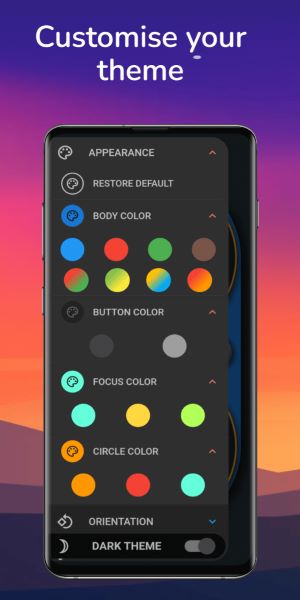 Customise your
theme
APPEARANCE
RESTORE DEFAULT
BODY COLOR
BUTTON COLOR
FOCUS COLOR
CIRCLE COLOR
ORIENTATION
DARK THEME